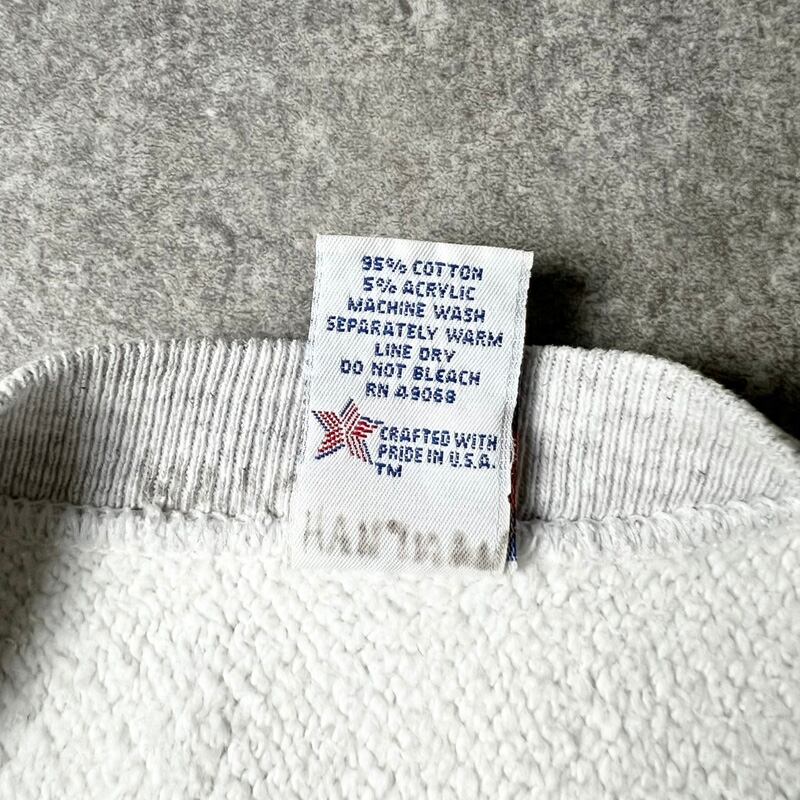 95% COTTON
5% ACRYLIC
MACHINE WASH
SEPARATELY WARM
LINE DRY
DO NOT BLEACH
RN 49069
CRAFTED WITH
PRIDE IN U.S.A.
TM